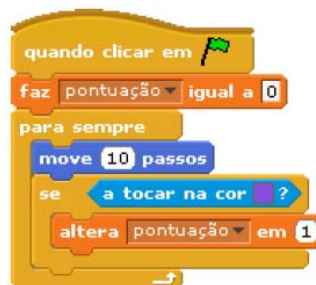 quando clicar em
faz pontuação igual a 0
para sempre
move 10 passos
se a tocar na cor ?
altera pontuação em 1